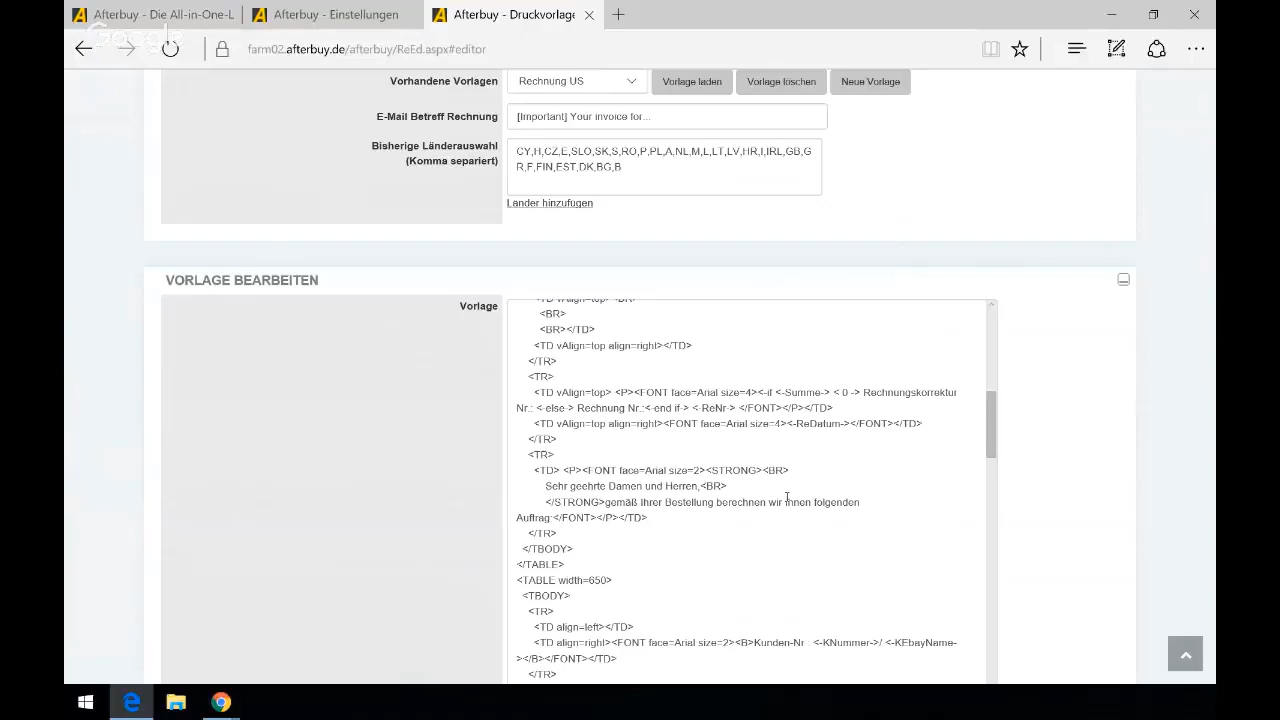 Afterbuy - Die All-in-One-L
Afterbuy - Einstellungen
Afterbuy - Druckvorlage
Google
farm02.afterbuy.de/afterbuy/ReEd.aspx#editor
Vorhandene Vorlagen
Rechnung US
Vorlage laden
Vorlage löschen
Neue Vorlage
E-Mail Betreff Rechnung
[Important] Your invoice for...
Bisherige Länderauswahl
(Komma separiert)
CY,H,CZ,E,SLO,SK,S,RO,P,PL,A,NL,M,L,LT,LV,HR,I,IRL,GB,G
R,F,FIN,EST,DK,BG,B
Länder hinzufügen
VORLAGE BEARBEITEN
Vorlage
<TD vAlign=top> <BR>
<BR>
<BR></TD>
<TD vAlign=top align=right></TD>
</TR>
<TR>
<TD vAlign=top> <P><FONT face=Arial size=4><-if <-Summe-> < 0 -> Rechnungskorrektur
Nr.: <-else-> Rechnung Nr.:<-end if-> <-ReNr-> </FONT></P></TD>
<TD vAlign=top align=right><FONT face=Arial size=4><-ReDatum-></FONT></TD>
</TR>
<TR>
<TD> <P><FONT face=Arial size=2><STRONG><BR>
Sehr geehrte Damen und Herren,<BR>
</STRONG>gemäß Ihrer Bestellung berechnen wir Ihnen folgenden
Auftrag:</FONT></P></TD>
</TR>
</TBODY>
</TABLE>
<TABLE width=650>
<TBODY>
<TR>
<TD align=left></TD>
<TD align=right><FONT face=Arial size=2><B>Kunden-Nr.: <-KNummer->/ <-KEbayName-
></B></FONT></TD>
</TR>